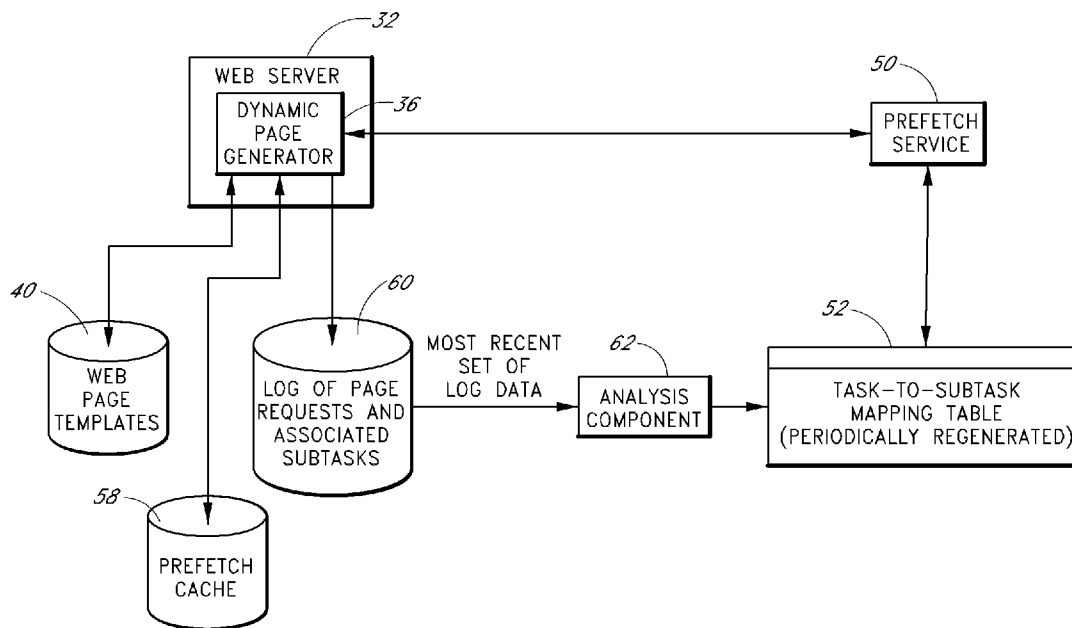 32
WEB SERVER
36
DYNAMIC
PAGE
GENERATOR
50
PREFETCH
SERVICE
40
WEB
PAGE
TEMPLATES
60
LOG OF PAGE
REQUESTS AND
ASSOCIATED
SUBTASKS
MOST RECENT
SET OF
LOG DATA
62
ANALYSIS
COMPONENT
52
TASK-TO-SUBTASK
MAPPING TABLE
(PERIODICALLY REGENERATED)
58
PREFETCH
CACHE